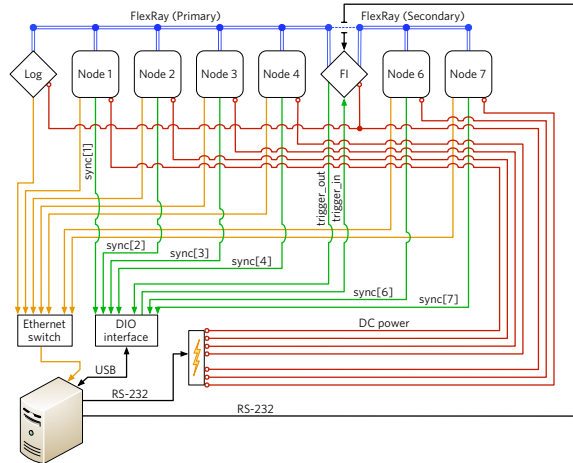 FlexRay (Primary)
FlexRay (Secondary)
Log
Node 1
Node 2
Node 3
Node 4
FI
Node 6
Node 7
sync[1]
trigger_out
trigger_in
sync[2]
sync[3]
sync[4]
sync[6]
sync[7]
Ethernet
switch
DIO
interface
DC power
USB
RS-232
RS-232